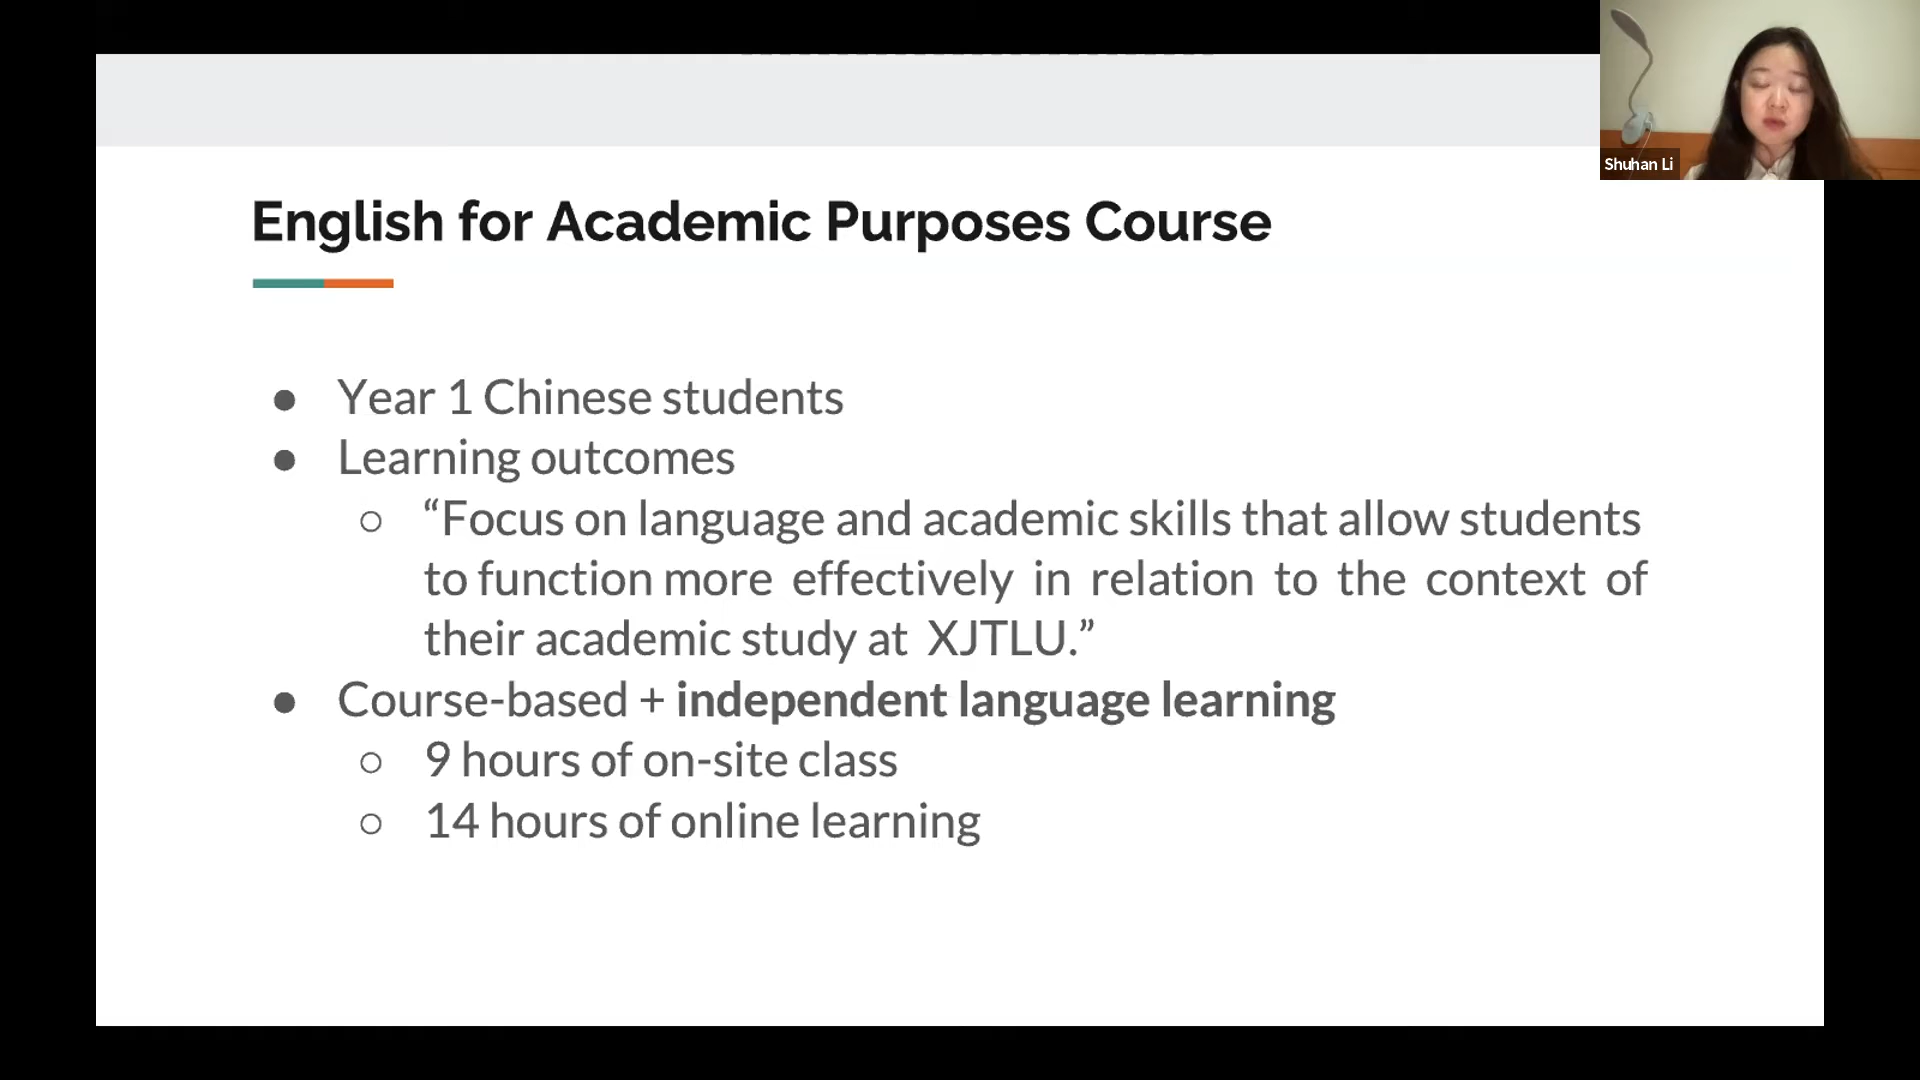 Shuhan Li
English for Academic Purposes Course
● Year 1 Chinese students
● Learning outcomes
○ “Focus on language and academic skills that allow students
to function more effectively in relation to the context of
their academic study at XJTLU.”
● Course-based + independent language learning
○ 9 hours of on-site class
○ 14 hours of online learning